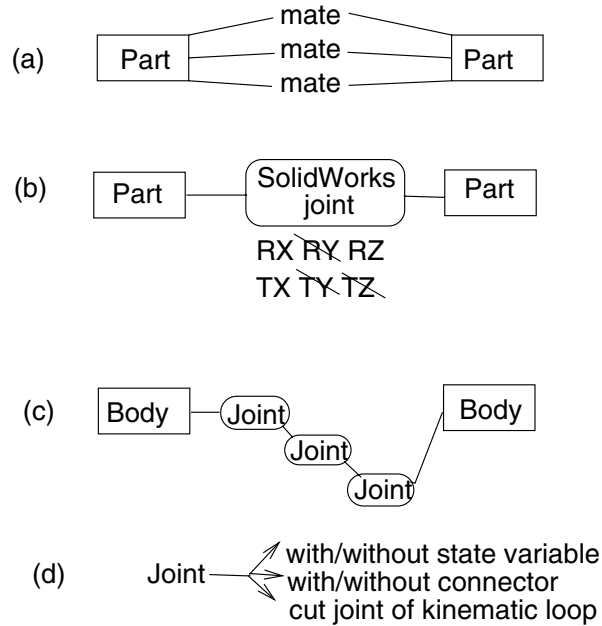 (a) Part mate Part
mate
mate
(b) Part SolidWorks joint Part
RX RY RZ
TX TY TZ
(c) Body Joint Body
Joint
Joint
(d) Joint with/without state variable
with/without connector
cut joint of kinematic loop